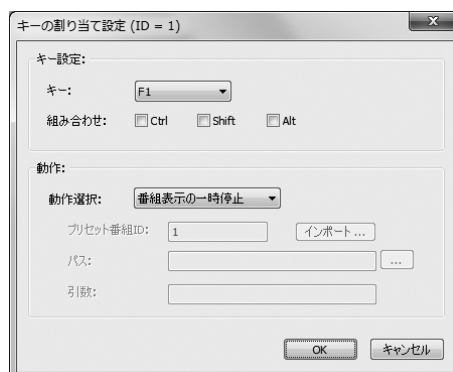 キーの割り当て設定 (ID = 1)
キー設定:
キー: F1
組み合わせ: Ctrl Shift Alt
動作:
動作選択: 番組表示の一時停止
プリセット番組ID: 1 インポート ...
パス: ...
引数:
OK キャンセル